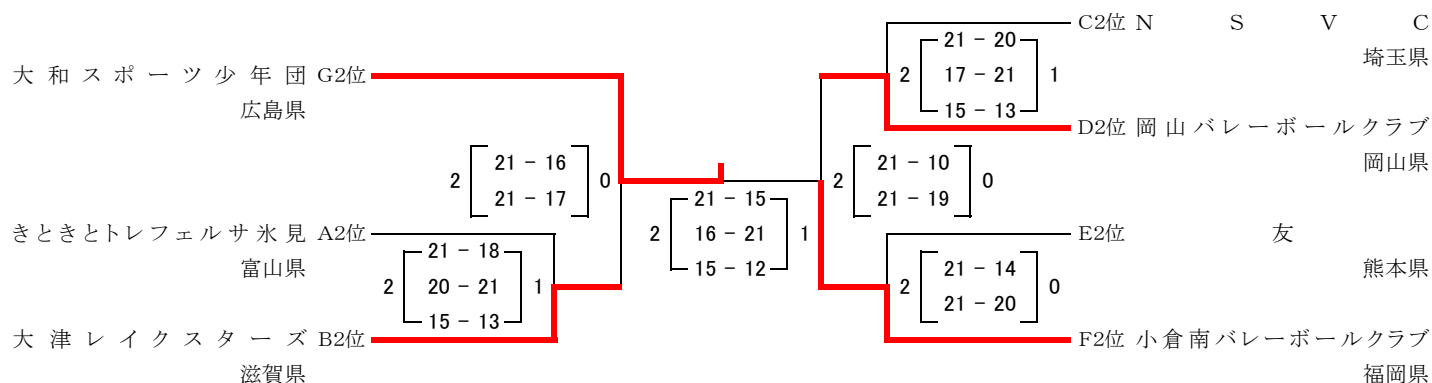 C2位 N S V C
埼玉県
21 - 20
2 17 - 21 1
15 - 13
大和スポーツ少年団 G2位
広島県
D2位 岡山バレーボールクラブ
岡山県
21 - 16
2 0
21 - 17
21 - 10
2 0
21 - 19
21 - 15
2 16 - 21 1
15 - 12
きときとトレフェルサ氷見 A2位
富山県
21 - 18
2 20 - 21 1
15 - 13
E2位 友
熊本県
21 - 14
2 0
21 - 20
大津レイクスターズ B2位
滋賀県
F2位 小倉南バレーボールクラブ
福岡県